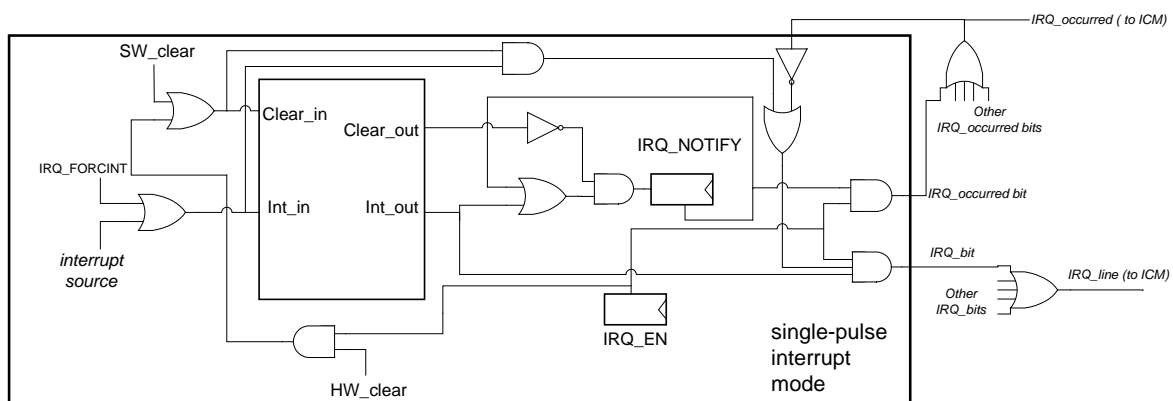 IRQ_occurred ( to ICM)
SW_clear
Clear_in
Other
IRQ_occurred bits
Clear_out
IRQ_NOTIFY
IRQ_FORCINT
IRQ_occurred bit
Int_in
Int_out
interrupt
source
IRQ_bit
IRQ_line (to ICM)
Other
IRQ_bits
IRQ_EN
single-pulse
interrupt
mode
HW_clear